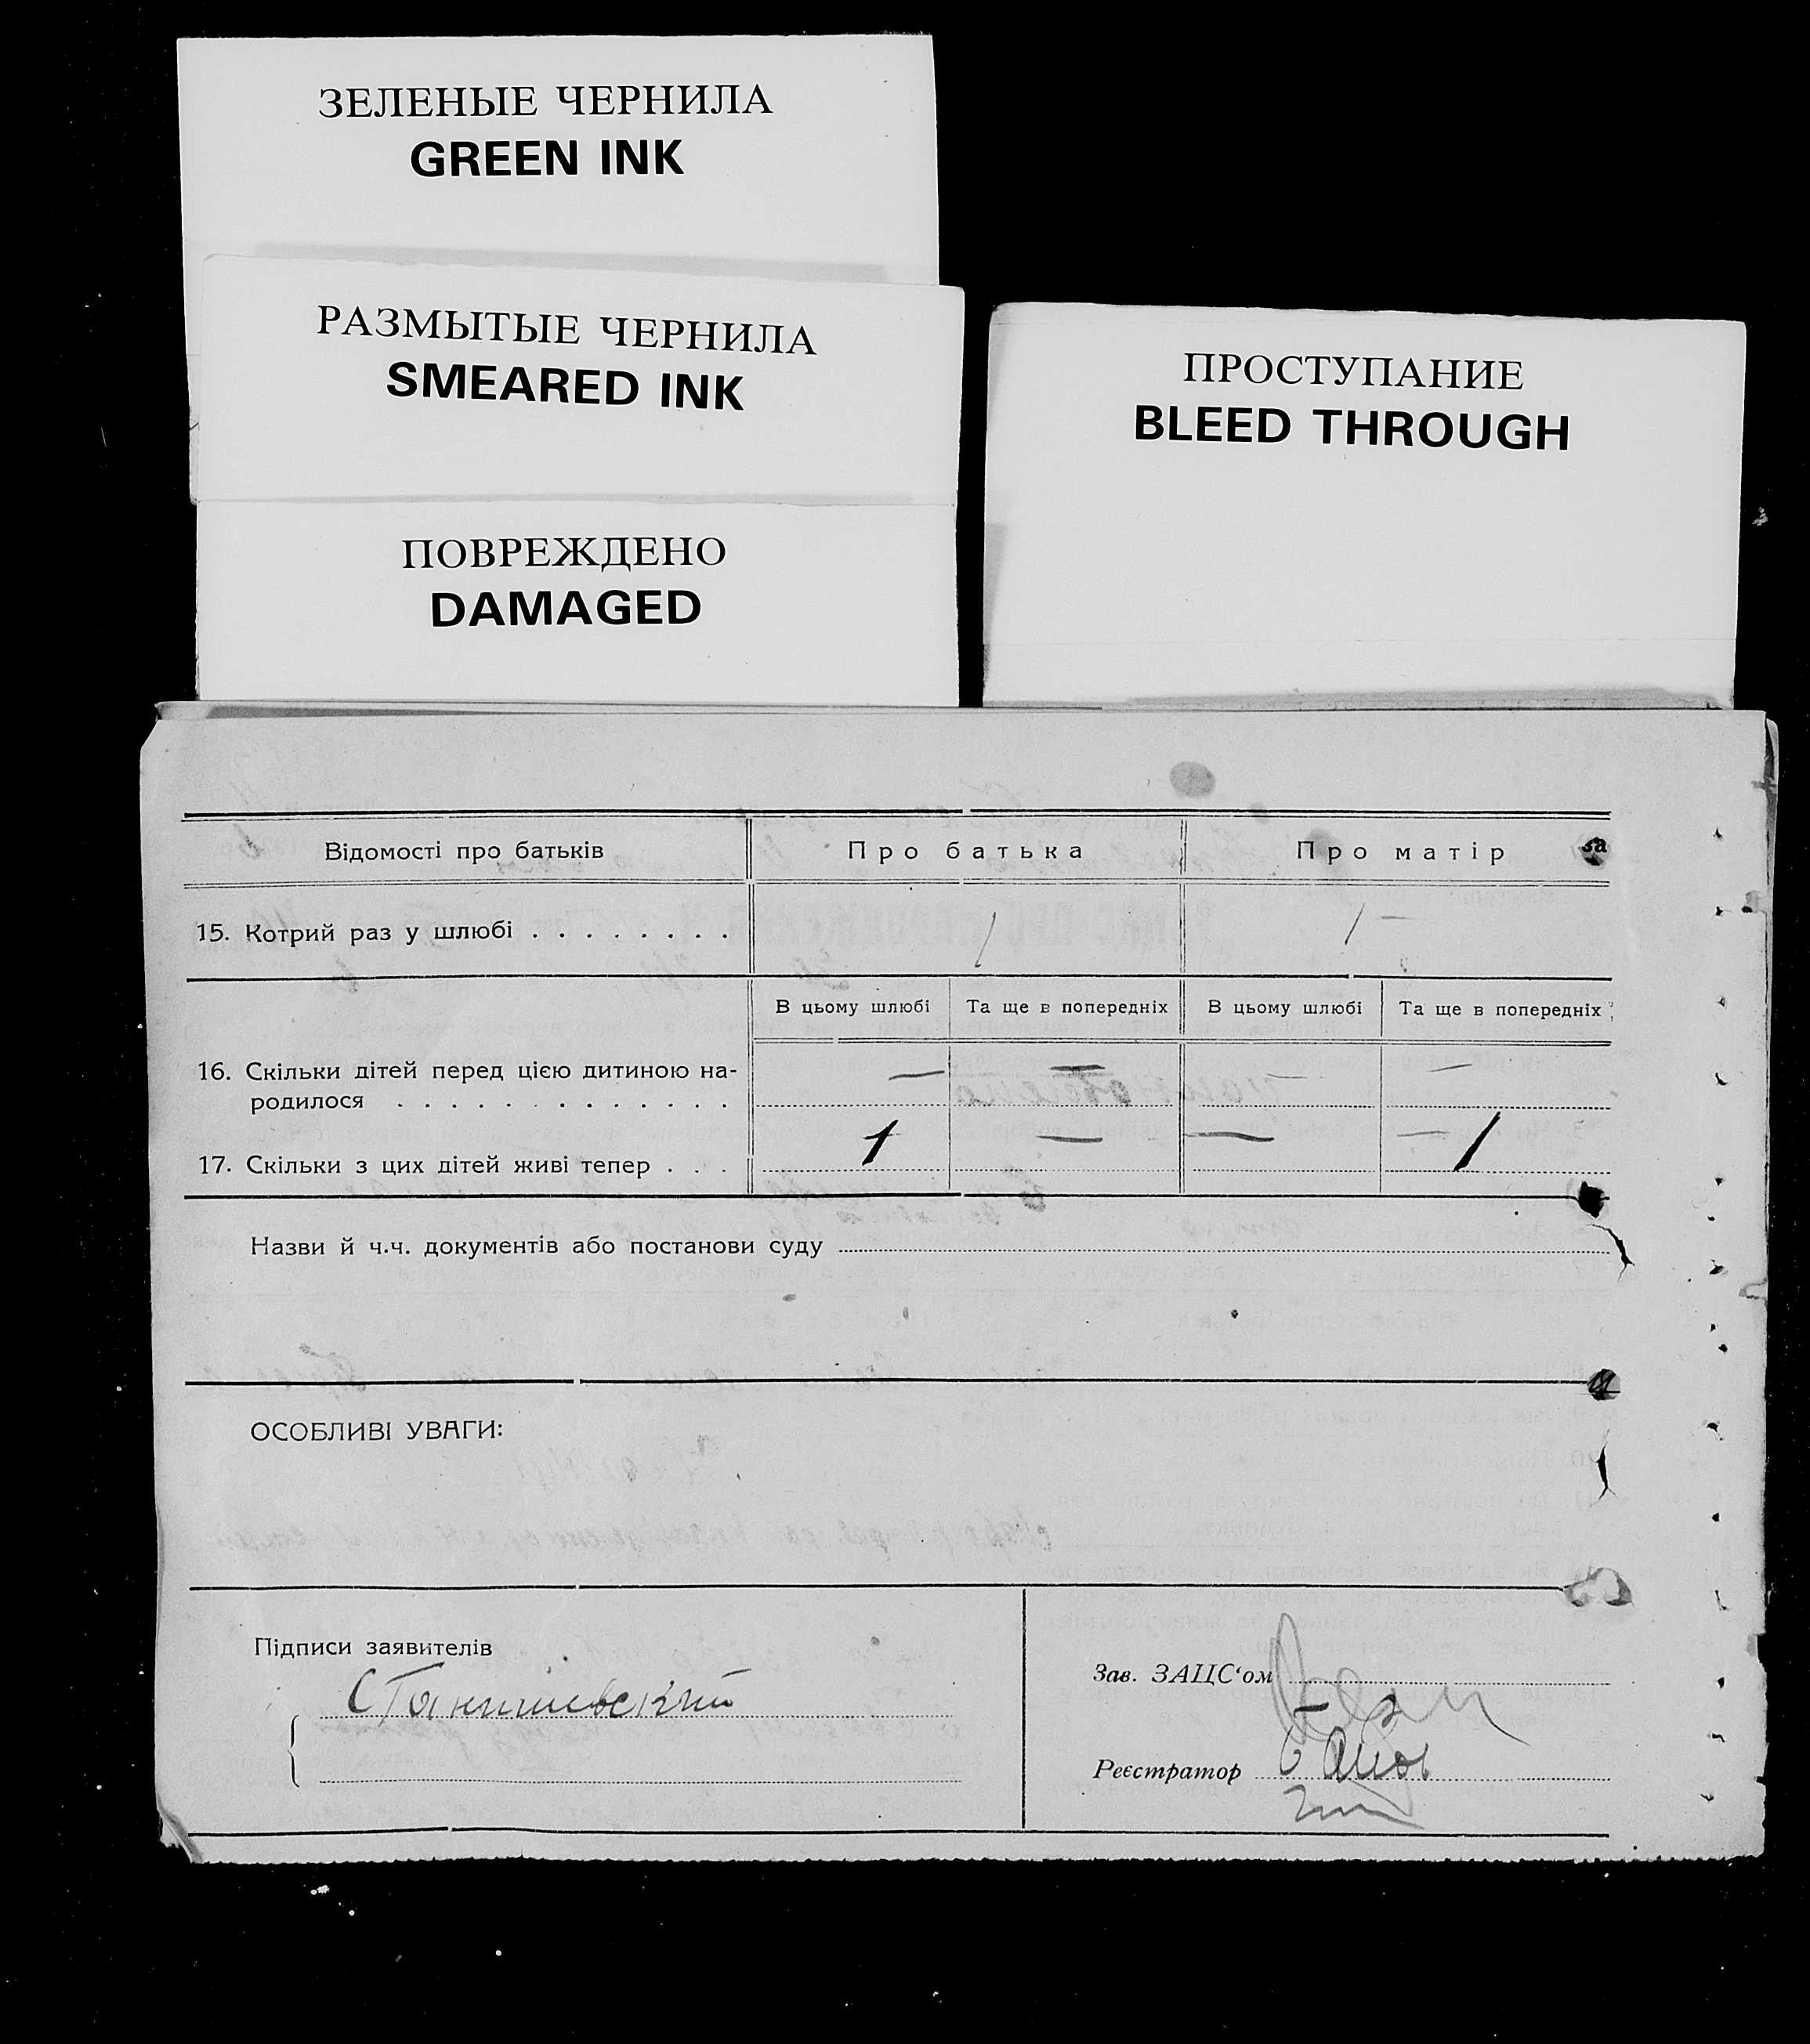 ЗЕЛЕНЫЕ ЧЕРНИЛА
GREEN INK
РАЗМЫТЫЕ ЧЕРНИЛА
SMEARED INK
ПРОСТУПАНИЕ
BLEED THROUGH
ПОВРЕЖДЕНО
DAMAGED
Відомості про батьків Про батька Про матір за
15. Котрий раз у шлюбі . . . . . . . . / / —
В цьому шлюбі Та ще в попередніх В цьому шлюбі Та ще в попередніх
16. Скільки дітей перед цією дитиною на- — — — —
родилося . . . . . . . . . . . . .
17. Скільки з цих дітей живі тепер . . . 1 — — — 1
Назви й ч.ч. документів або постанови суду
ОСОБЛИВІ УВАГИ:
Підписи заявителів
Станишевский
Зав. ЗАЦС‘ом
Реєстратор